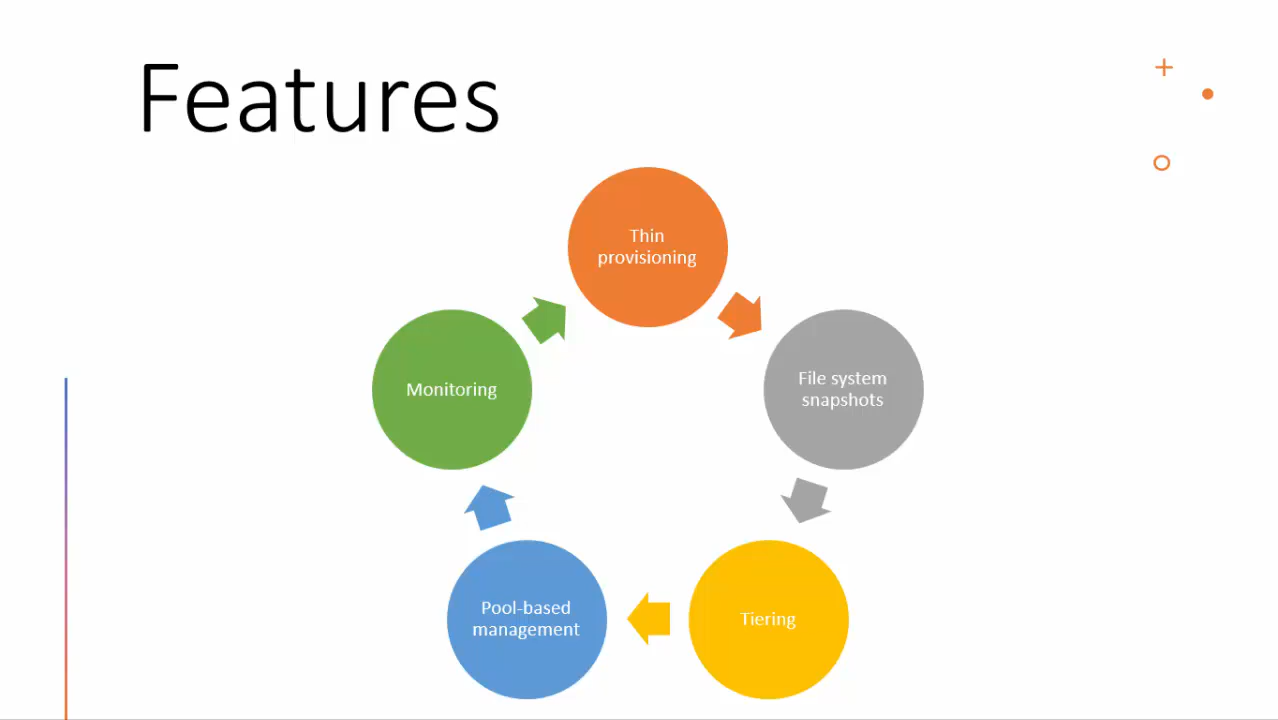 Features
Thin
provisioning
File system
snapshots
Tiering
Pool-based
management
Monitoring